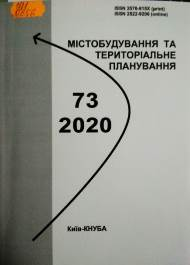 ISSN 2076-815X (print)
ISSN 2522-9206 (online)
МІСТОБУДУВАННЯ ТА
ТЕРИТОРІАЛЬНЕ
ПЛАНУВАННЯ
73
2020
Київ-КНУБА